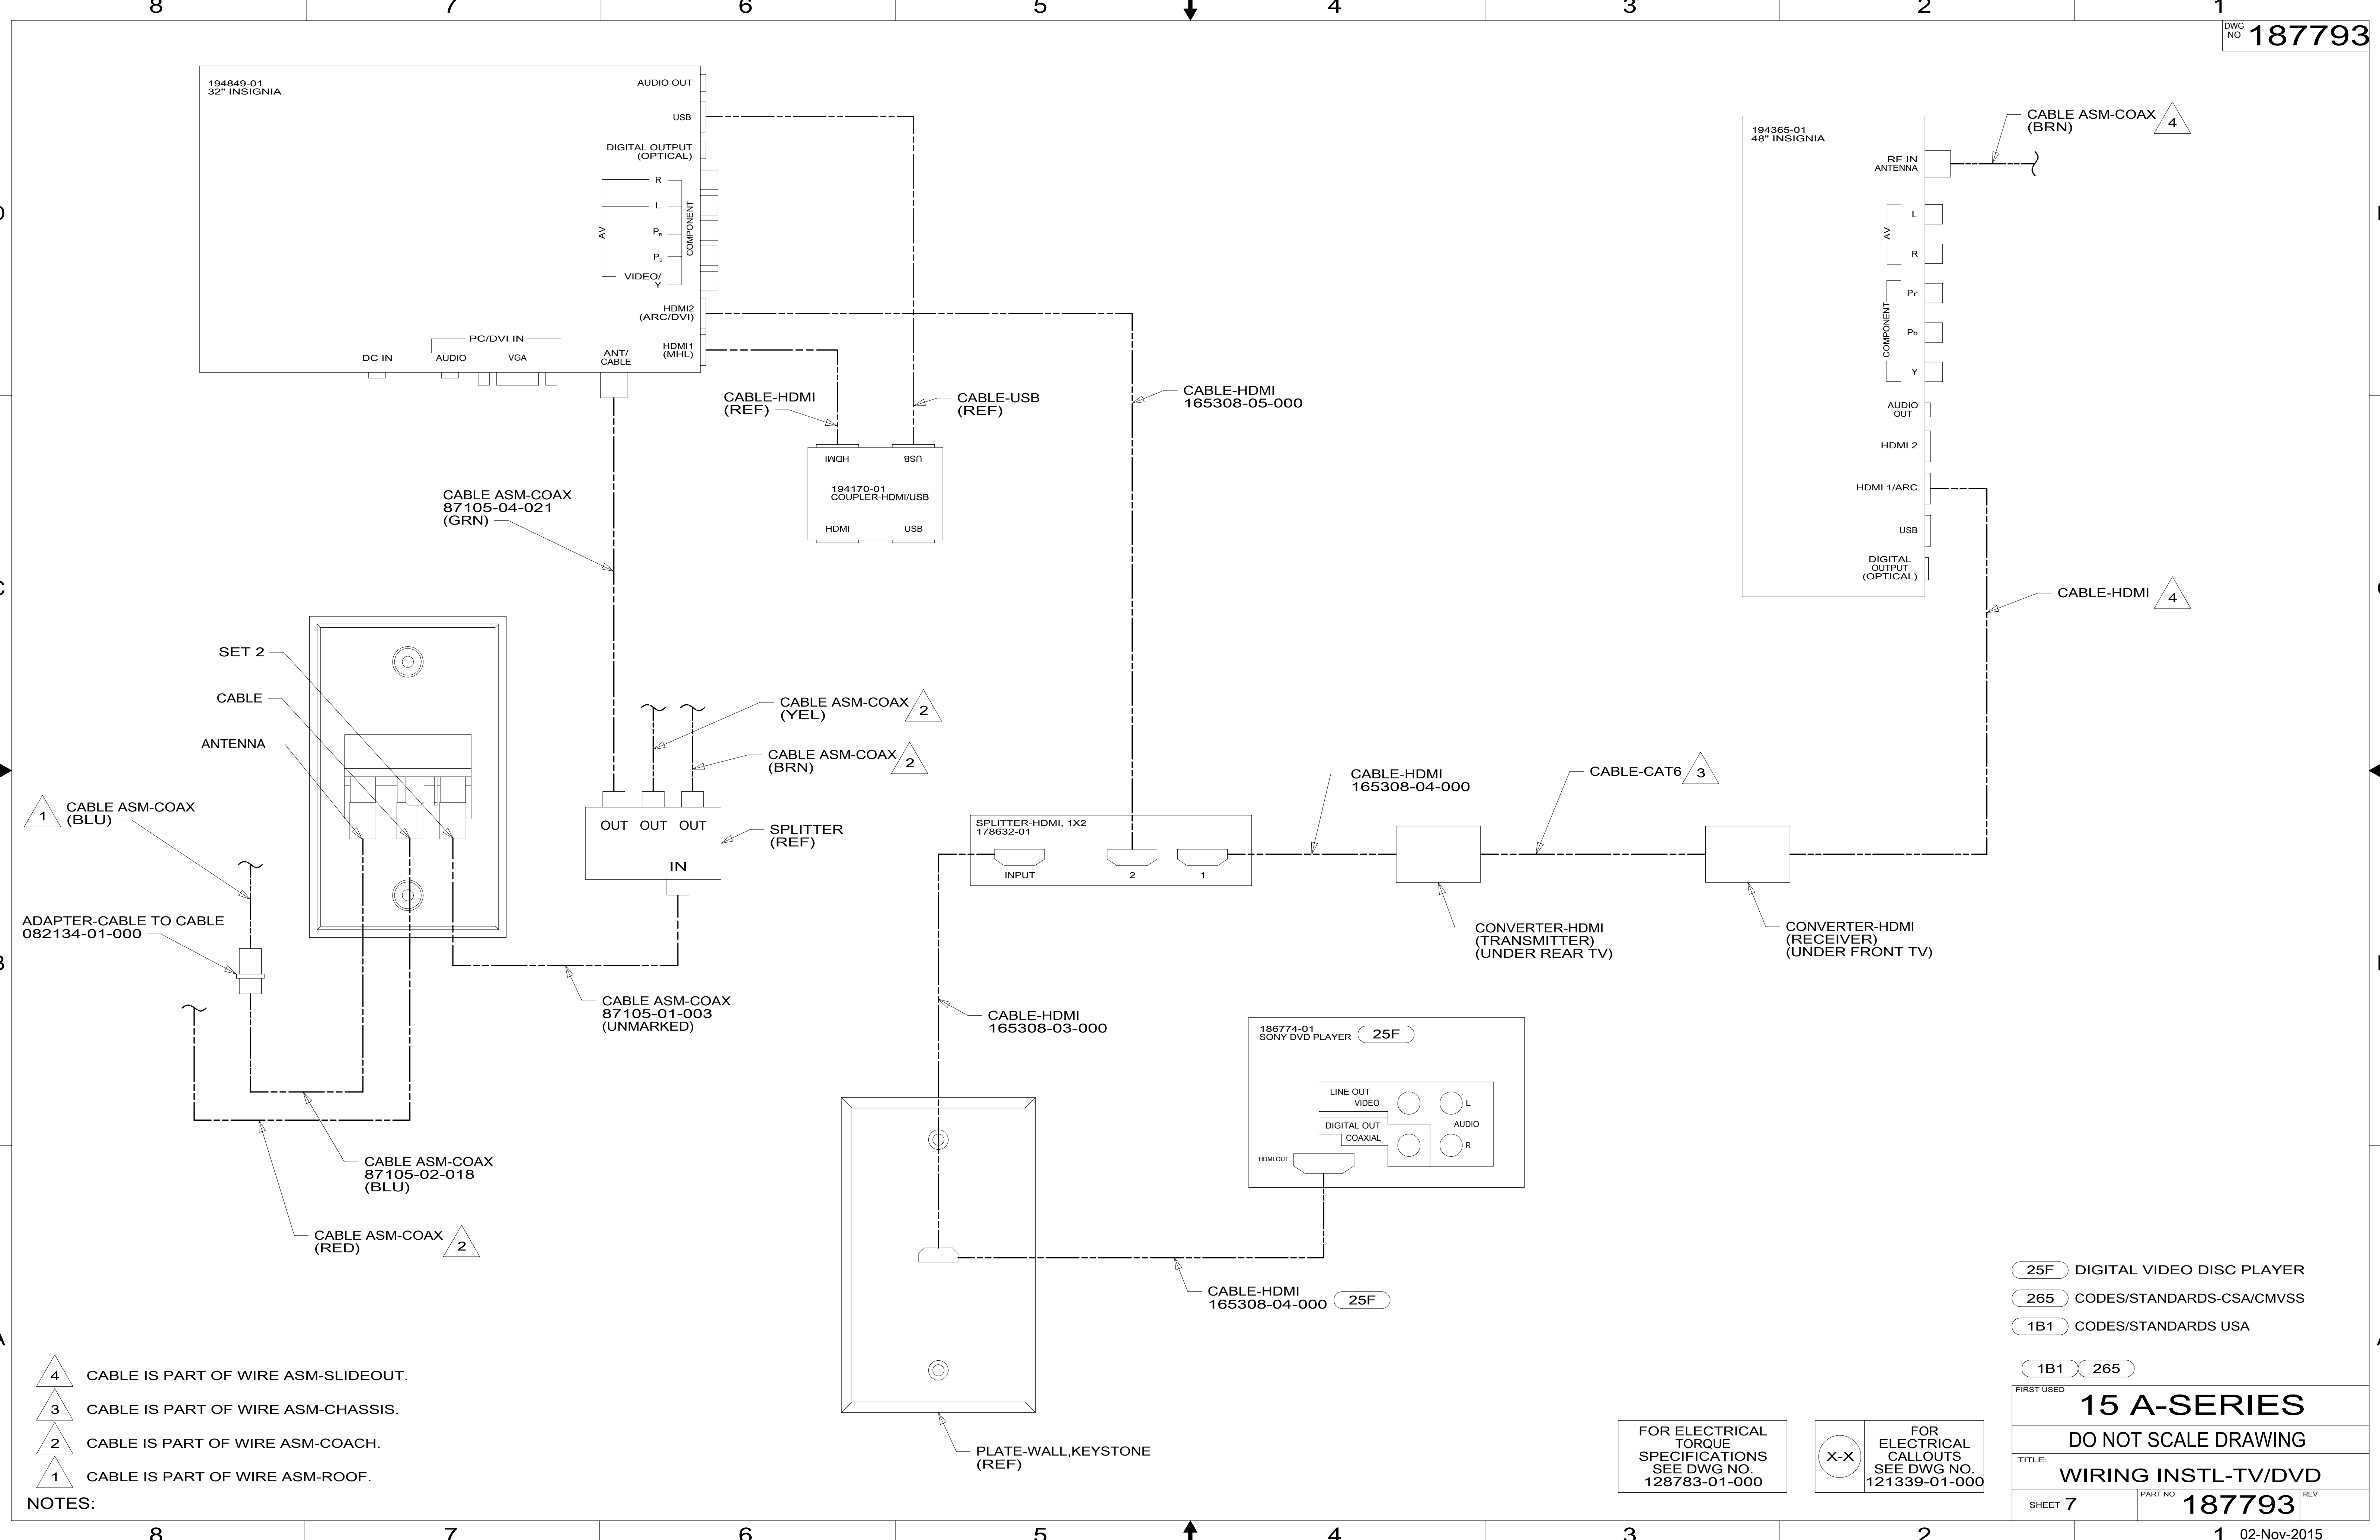 8 7 6 5 4 3 2 1
DWG
NO 187793
194849-01
32" INSIGNIA
AUDIO OUT
USB
DIGITAL OUTPUT
(OPTICAL)
R
L
PR
PB
VIDEO/
Y
AV
COMPONENT
HDMI2
(ARC/DVI)
HDMI1
(MHL)
PC/DVI IN
DC IN
AUDIO
VGA
ANT/
CABLE
CABLE-HDMI
(REF)
CABLE-USB
(REF)
CABLE-HDMI
165308-05-000
HDMI
USB
194170-01
COUPLER-HDMI/USB
HDMI
USB
CABLE ASM-COAX
87105-04-021
(GRN)
194365-01
48" INSIGNIA
RF IN
ANTENNA
L
AV
R
Pr
COMPONENT
Pb
Y
AUDIO
OUT
HDMI 2
HDMI 1/ARC
USB
DIGITAL
OUTPUT
(OPTICAL)
CABLE ASM-COAX
(BRN)
4
CABLE-HDMI
4
D
C
SET 2
CABLE
ANTENNA
1
CABLE ASM-COAX
(BLU)
ADAPTER-CABLE TO CABLE
082134-01-000
CABLE ASM-COAX
(YEL)
2
CABLE ASM-COAX
(BRN)
2
OUT OUT OUT
IN
SPLITTER
(REF)
CABLE ASM-COAX
87105-01-003
(UNMARKED)
CABLE ASM-COAX
87105-02-018
(BLU)
CABLE ASM-COAX
(RED)
2
SPLITTER-HDMI, 1X2
178632-01
INPUT
2
1
CABLE-HDMI
165308-04-000
CABLE-CAT6
3
CONVERTER-HDMI
(TRANSMITTER)
(UNDER REAR TV)
CONVERTER-HDMI
(RECEIVER)
(UNDER FRONT TV)
B
CABLE-HDMI
165308-03-000
186774-01
SONY DVD PLAYER
25F
LINE OUT
VIDEO
L
DIGITAL OUT
AUDIO
COAXIAL
R
HDMI OUT
CABLE-HDMI
165308-04-000
25F
PLATE-WALL,KEYSTONE
(REF)
A
25F DIGITAL VIDEO DISC PLAYER
265 CODES/STANDARDS-CSA/CMVSS
1B1 CODES/STANDARDS USA
1B1 265
4 CABLE IS PART OF WIRE ASM-SLIDEOUT.
3 CABLE IS PART OF WIRE ASM-CHASSIS.
2 CABLE IS PART OF WIRE ASM-COACH.
1 CABLE IS PART OF WIRE ASM-ROOF.
NOTES:
FOR ELECTRICAL
TORQUE
SPECIFICATIONS
SEE DWG NO.
128783-01-000
X-X
FOR
ELECTRICAL
CALLOUTS
SEE DWG NO.
121339-01-000
FIRST USED
15 A-SERIES
DO NOT SCALE DRAWING
TITLE:
WIRING INSTL-TV/DVD
SHEET 7
PART NO 187793
REV
8 7 6 5 4 3 2 1
02-Nov-2015